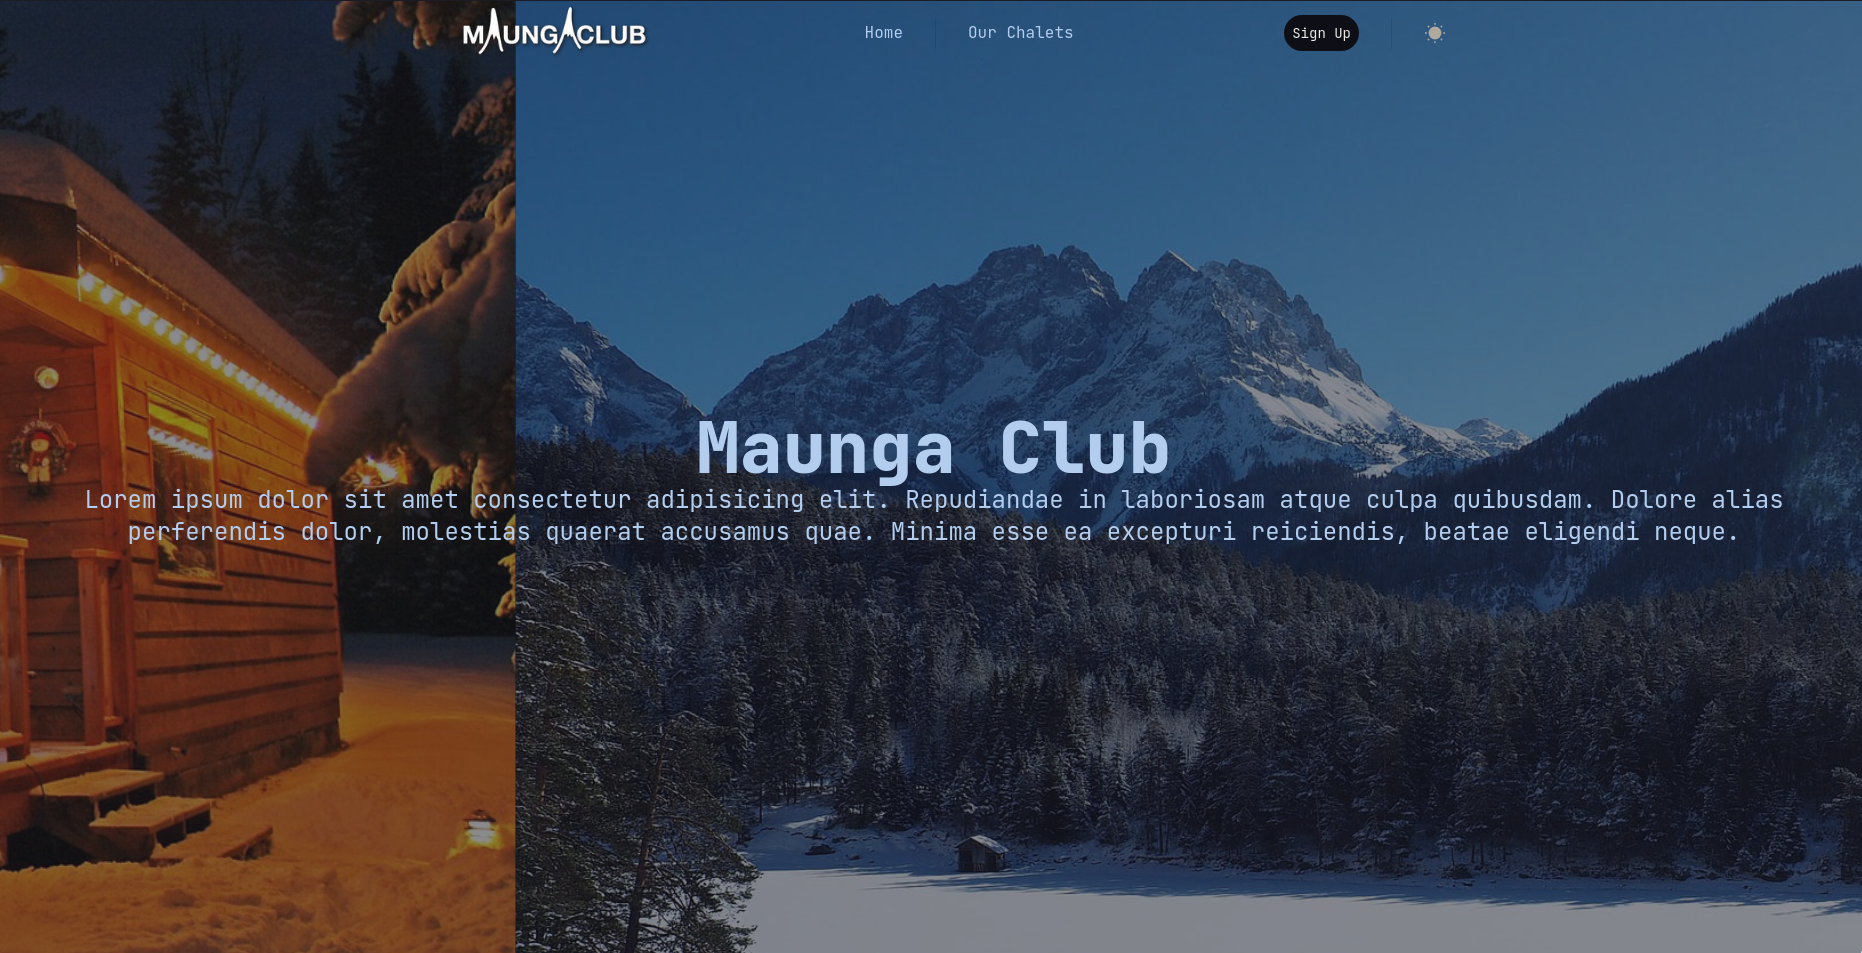 MAUNGACLUB
Home
Our Chalets
Sign Up
Maunga Club
Lorem ipsum dolor sit amet consectetur adipisicing elit. Repudiandae in laboriosam atque culpa quibusdam. Dolore alias
perferendis dolor, molestias quaerat accusamus quae. Minima esse ea excepturi reiciendis, beatae eligendi neque.